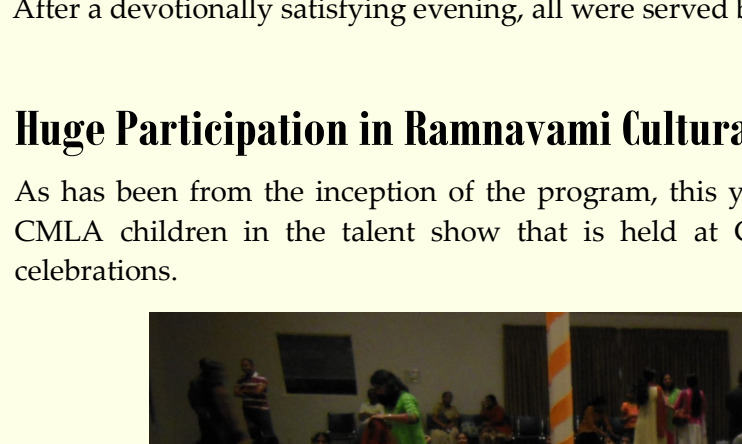 After a devotionally satisfying evening, all were served
Huge Participation in Ramnavami
As has been from the inception of the program, this
CMLA children in the talent show that is held at
celebrations.